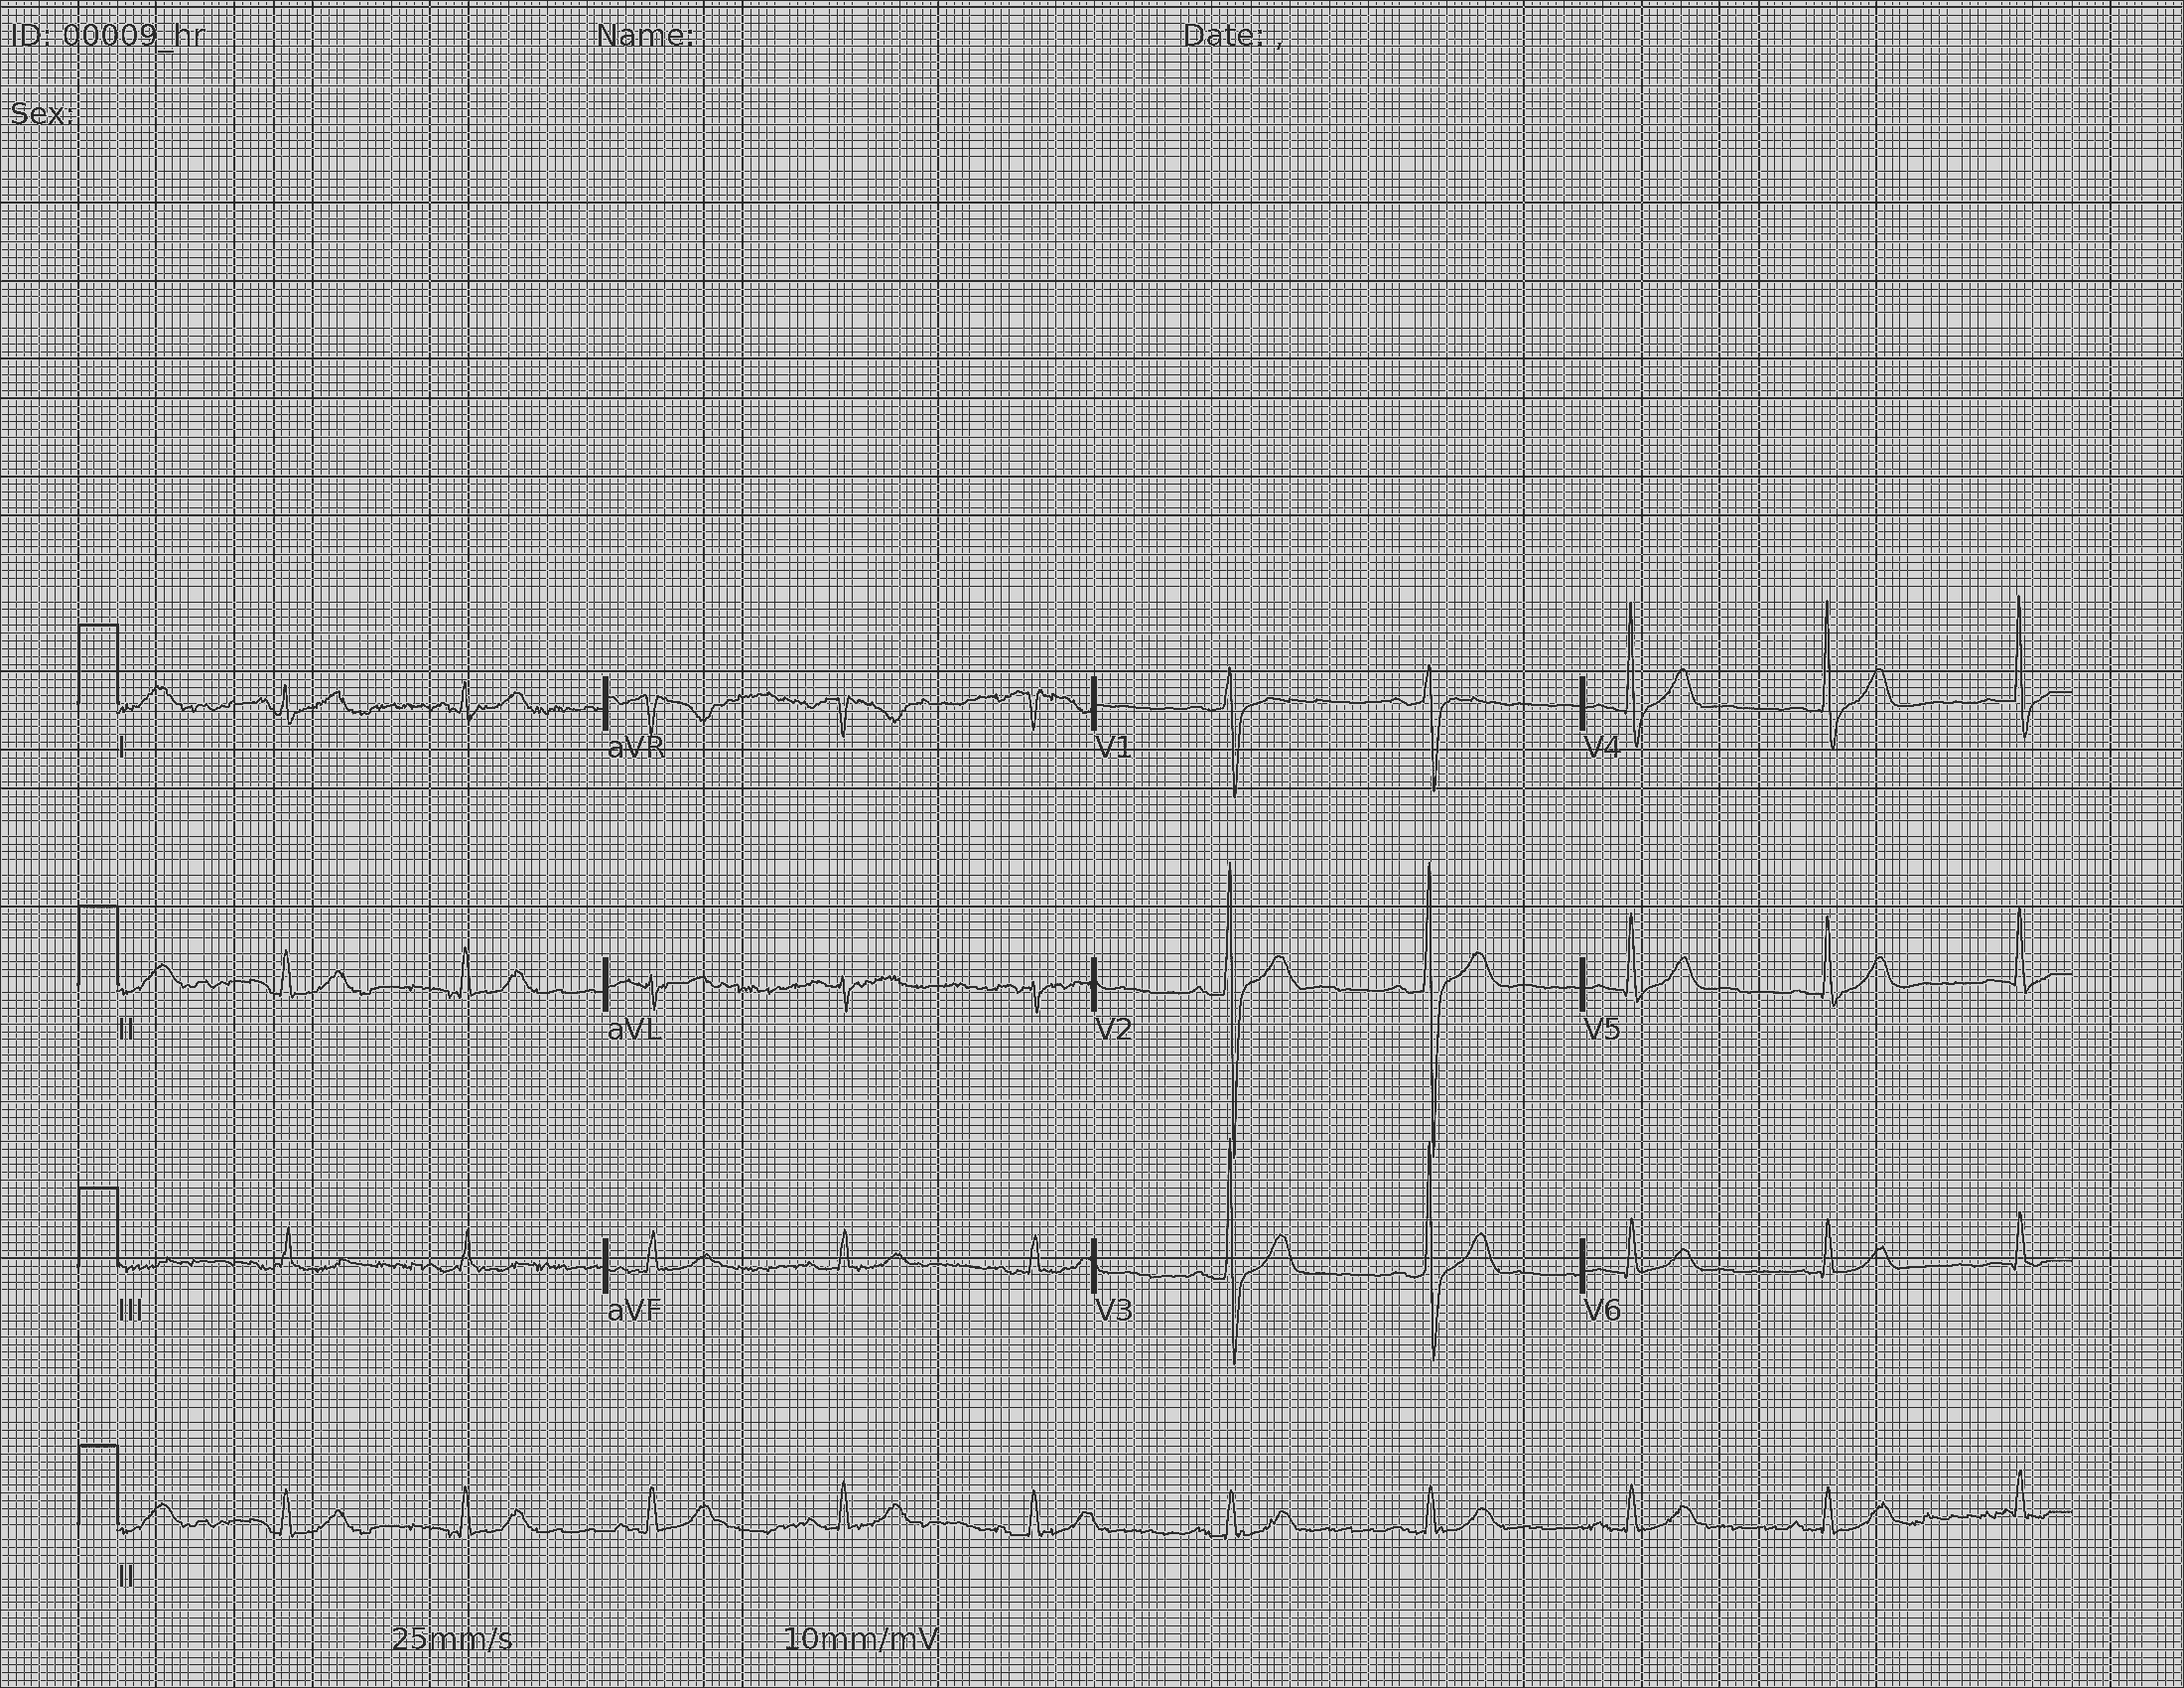 ID: 00009_hr Name: Date: ,
Sex:
I aVR V1 V4
II aVL V2 V5
III aVF V3 V6
II
25mm/s 10mm/mV